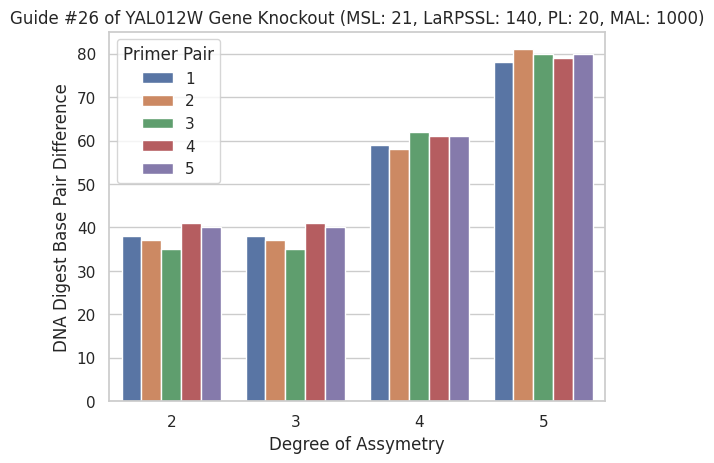 Guide #26 of YAL012W Gene Knockout (MSL: 21, LaRPSSL: 140, PL: 20, MAL: 1000)
Primer Pair
1
2
3
4
5
DNA Digest Base Pair Difference
80
70
60
50
40
30
20
10
0
2 3 4 5
Degree of Assymetry